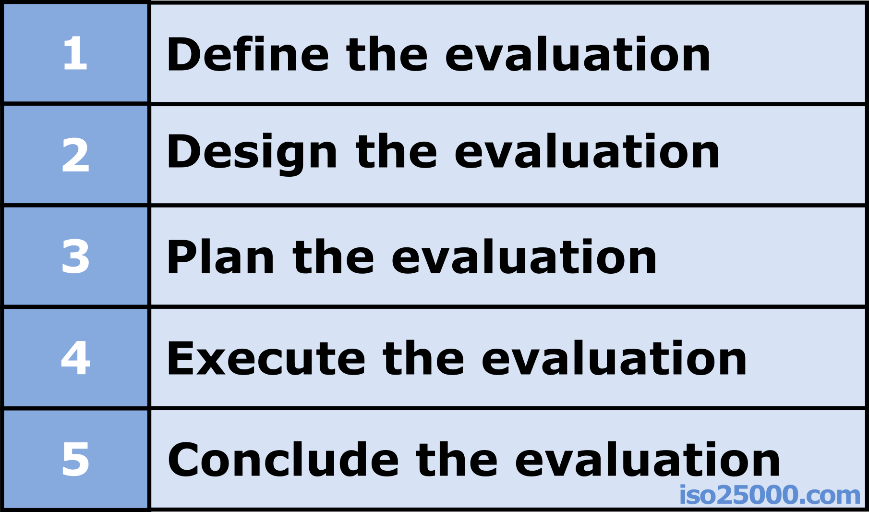 1 Define the evaluation
2 Design the evaluation
3 Plan the evaluation
4 Execute the evaluation
5 Conclude the evaluation
iso25000.com